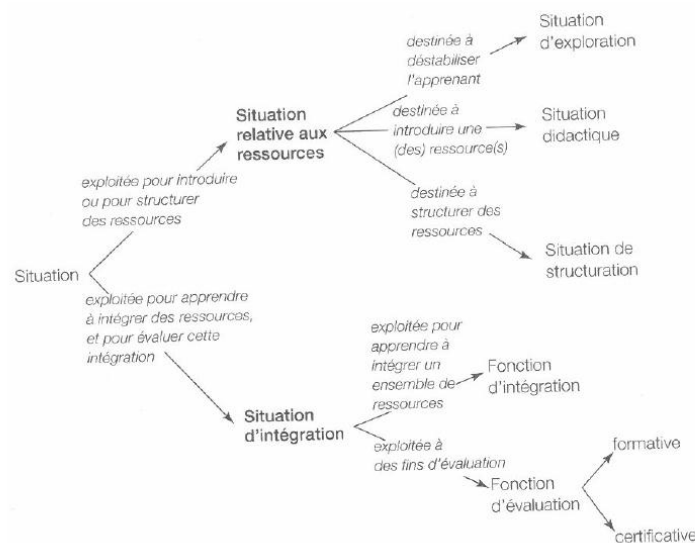 Situation
exploitée pour introduire
ou pour structurer
des ressources
Situation
relative aux
ressources
destinée à
déstabiliser
l'apprenant
Situation
d'exploration
destinée à
introduire une
(des) ressource(s)
Situation
didactique
destinée à
structurer des
ressources
Situation de
structuration
exploitée pour apprendre
à intégrer des ressources,
et pour évaluer cette
intégration
Situation
d'intégration
exploitée pour
apprendre à
intégrer un
ensemble de
ressources
Fonction
d'intégration
exploitée à
des fins d'évaluation
Fonction
d'évaluation
formative
certificative